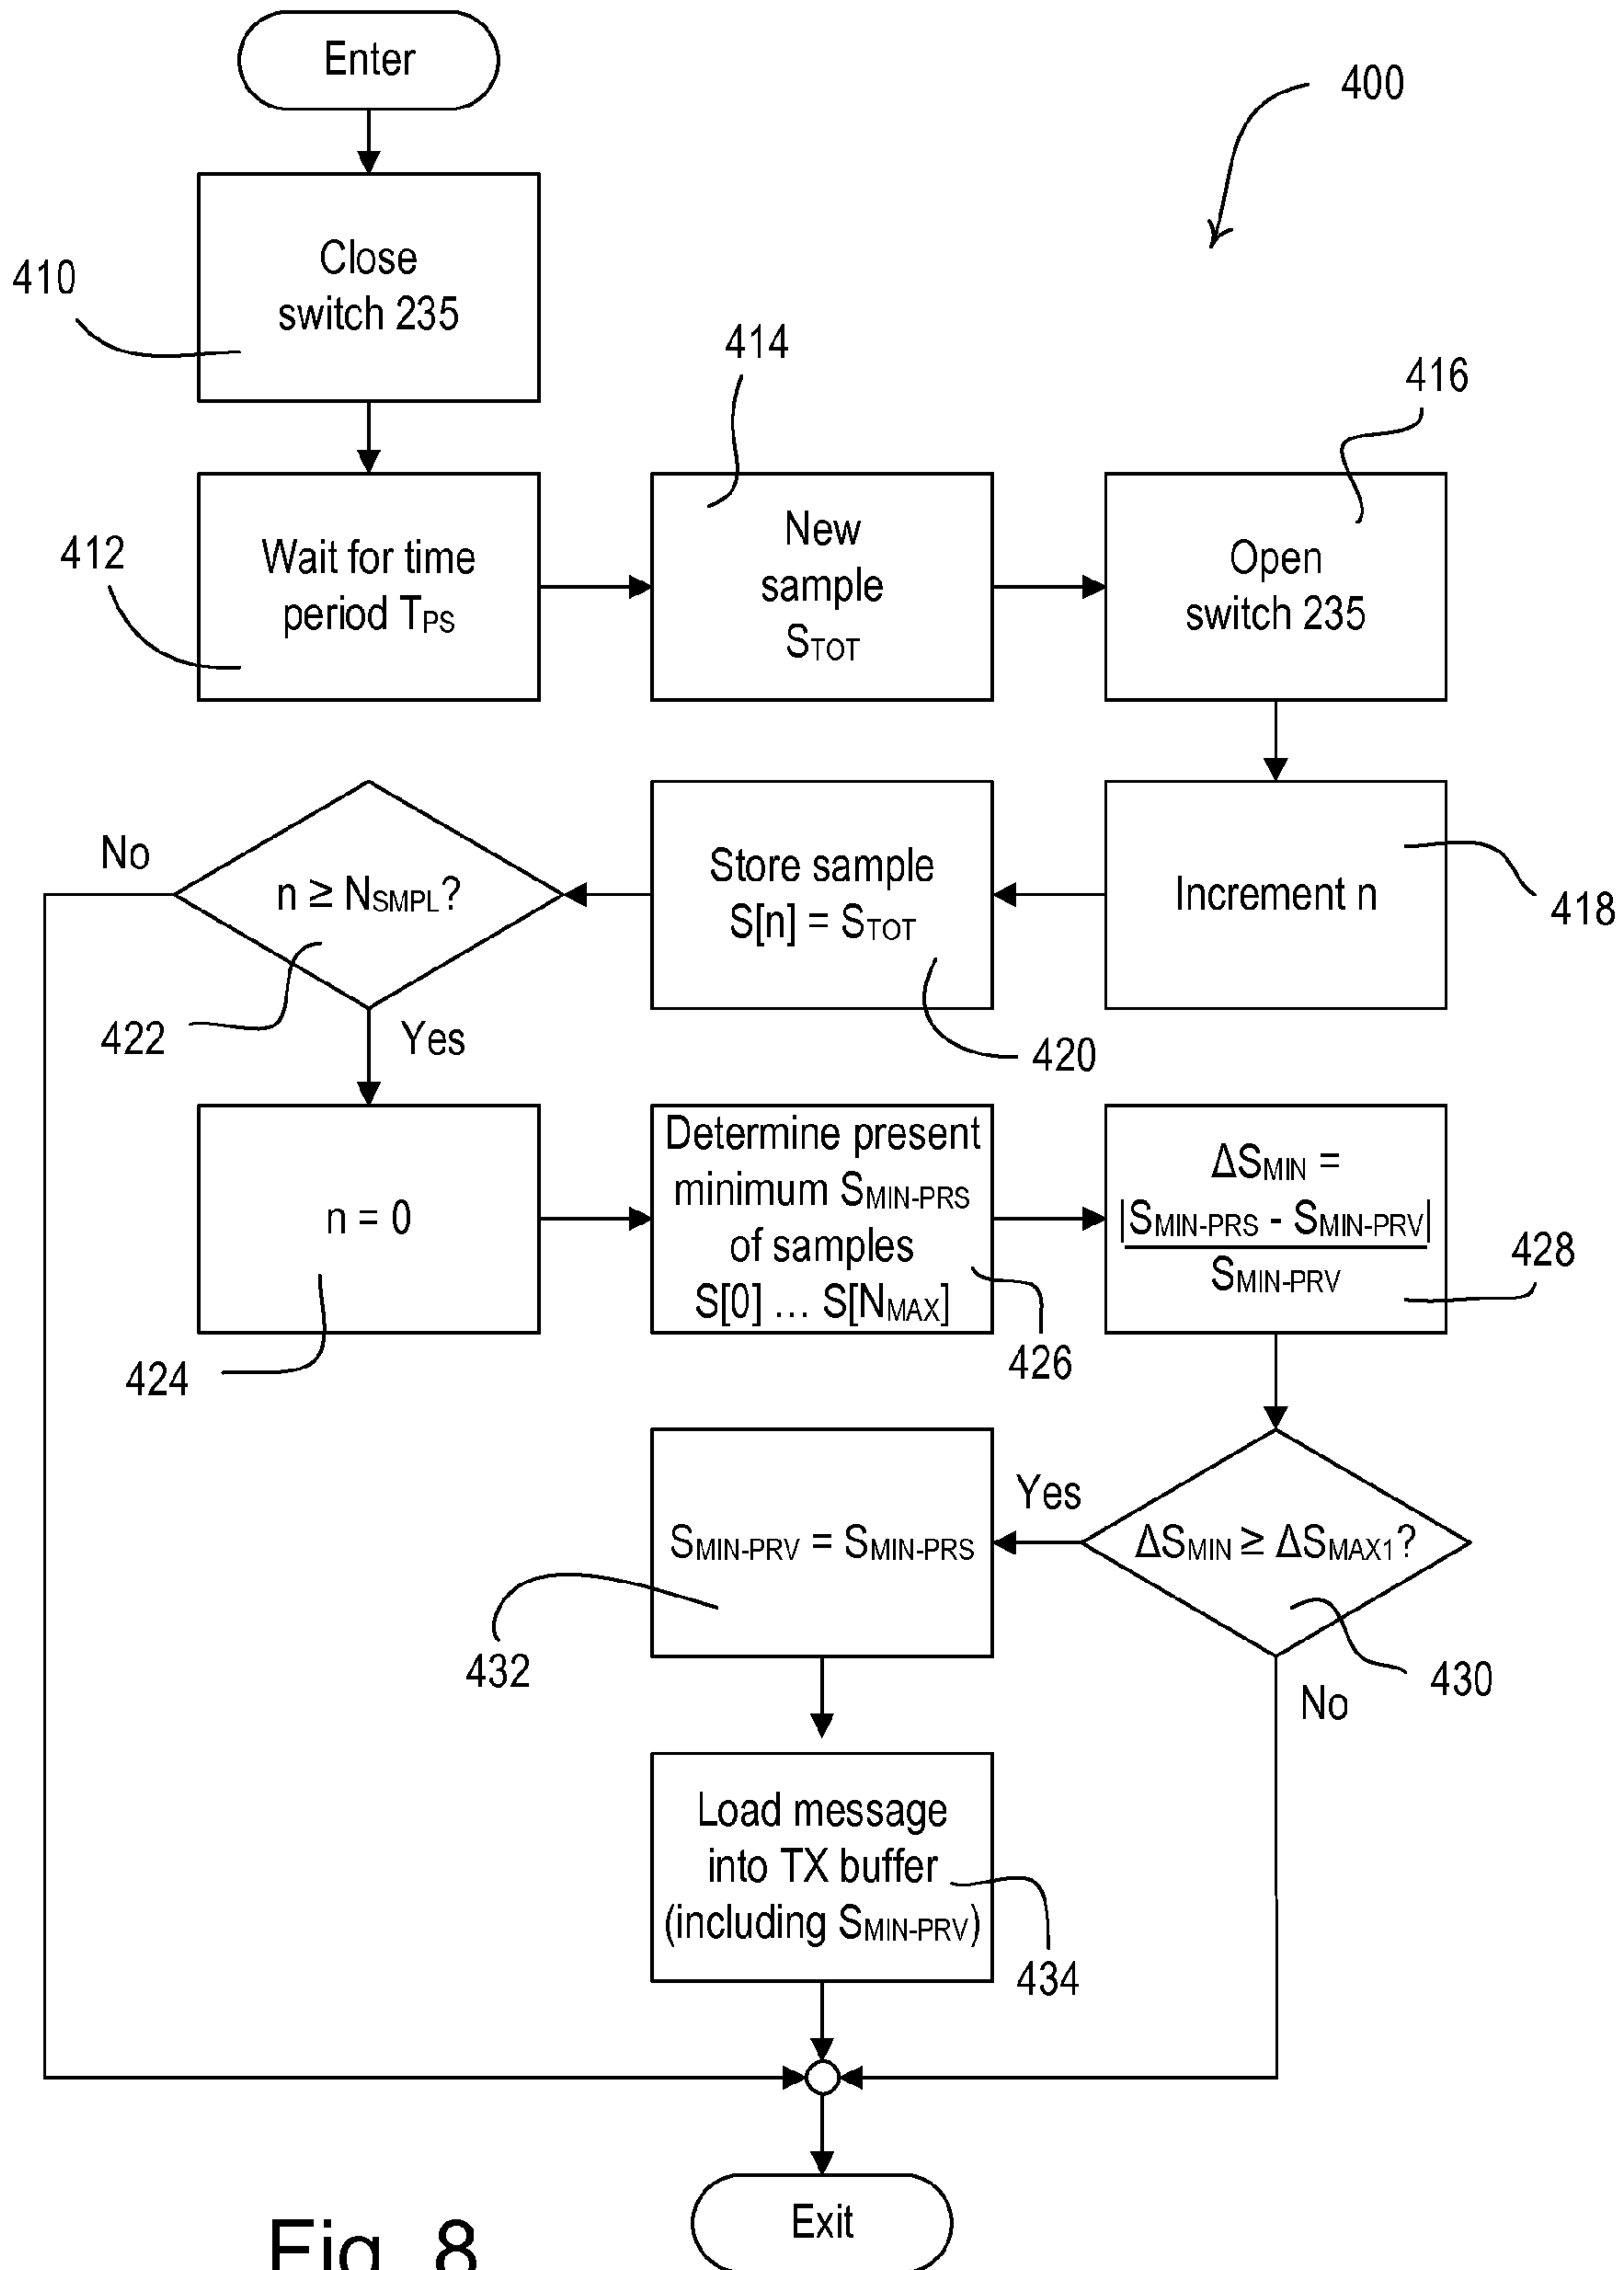 Enter
400
Close
switch 235
410
414
416
412
Wait for time
period TPS
New
sample
STOT
Open
switch 235
No
n ≥ NSMPL?
Store sample
S[n] = STOT
Increment n
418
422
Yes
420
n = 0
Determine present
minimum SMIN-PRS
of samples
S[0] ... S[NMAX]
ΔSMIN =
|SMIN-PRS - SMIN-PRV|
SMIN-PRV
428
424
426
SMIN-PRV = SMIN-PRS
Yes
ΔSMIN ≥ ΔSMAX1?
432
430
No
Load message
into TX buffer
(including SMIN-PRV)
434
Exit
Fig. 8